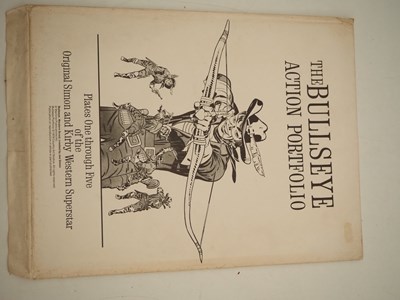 THE BULLSEYE
ACTION PORTFOLIO
Plates One through Five
of the
Original Simon and Kirby Western Superstar